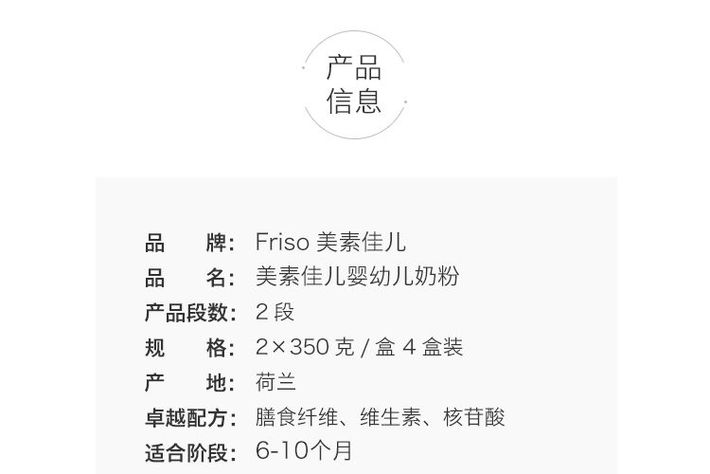 产品
信息
品 牌: Friso 美素佳儿
品 名: 美素佳儿婴幼儿奶粉
产品段数: 2 段
规 格: 2×350 克 / 盒 4 盒装
产 地: 荷兰
卓越配方: 膳食纤维、维生素、核苷酸
适合阶段: 6-10个月